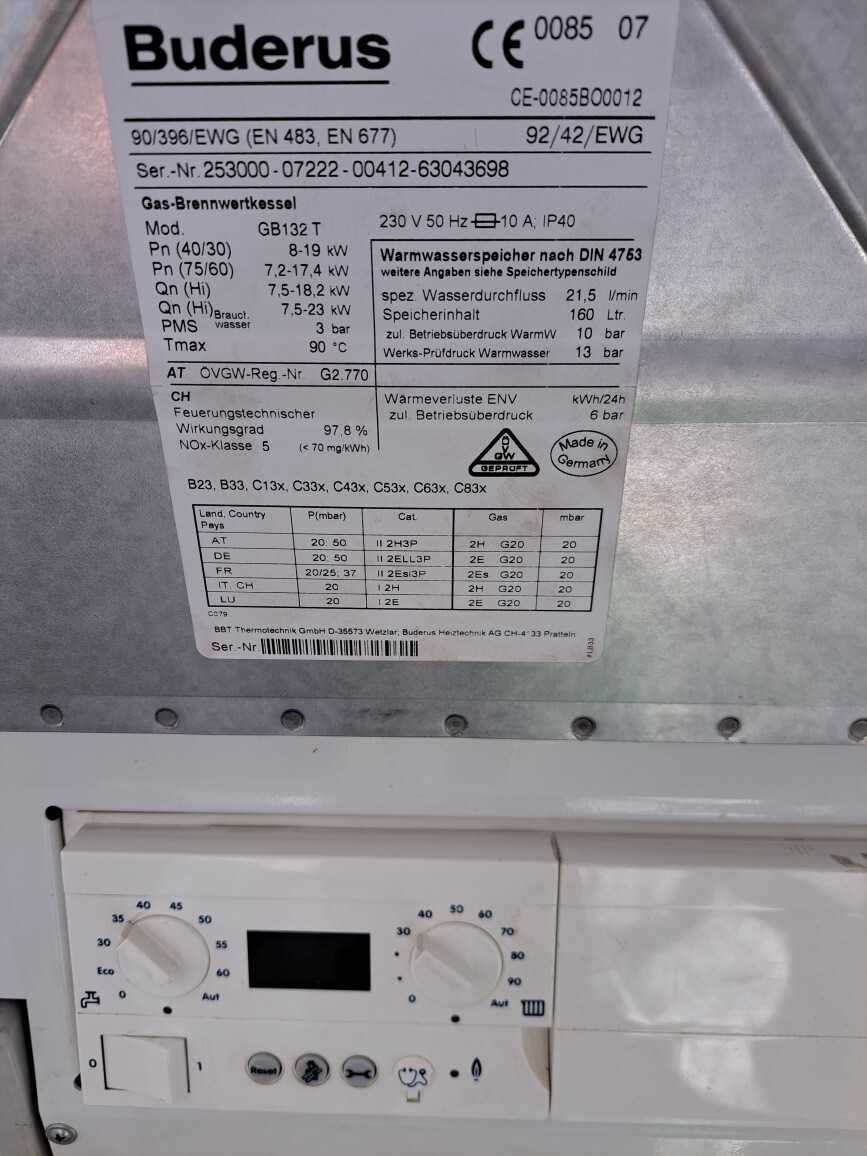 Buderus
CE 0085 07
CE-0085BO0012
90/396/EWG (EN 483, EN 677) 92/42/EWG
Ser.-Nr. 253000-07222-00412-63043698
Gas-Brennwertkessel
Mod. GB132 T
Pn (40/30) 8-19 kW
Pn (75/60) 7,2-17,4 kW
Qn (Hi) 7,5-18,2 kW
Qn (Hi) Brauchtwasser 7,5-23 kW
PMS 3 bar
Tmax 90 °C
230 V 50 Hz 10 A; IP40
Warmwasserspeicher nach DIN 4753
weitere Angaben siehe Speichertypenschild
spez. Wasserdurchfluss 21,5 l/min
Speicherinhalt 160 Ltr.
zul. Betriebsüberdruck WarmW 10 bar
Werks-Prüfdruck Warmwasser 13 bar
AT ÖVGW-Reg.-Nr. G2.770
CH
Feuerungstechnischer
Wirkungsgrad 97,8 %
NOx-Klasse 5 (< 70 mg/kWh)
Wärmeverluste ENV kWh/24h
zul. Betriebsüberdruck 6 bar
GW
GEPRÜFT
Made in
Germany
B23, B33, C13x, C33x, C43x, C53x, C63x, C83x
Land, Country P(mbar) Cat. Gas mbar
Pays
AT 20; 50 II 2H3P 2H G20 20
DE 20; 50 II 2ELL3P 2E G20 20
FR 20/25; 37 II 2Esi3P 2Es G20 20
IT, CH 20 I 2H 2H G20 20
LU 20 I 2E 2E G20 20
BBT Thermotechnik GmbH D-35573 Wetzlar; Buderus Heiztechnik AG Pratteln
Ser.-Nr.
0 Eco 30 35 40 45 50 55 60 Aut
0 30 40 50 60 70 80 90 Aut
0 1
Reset